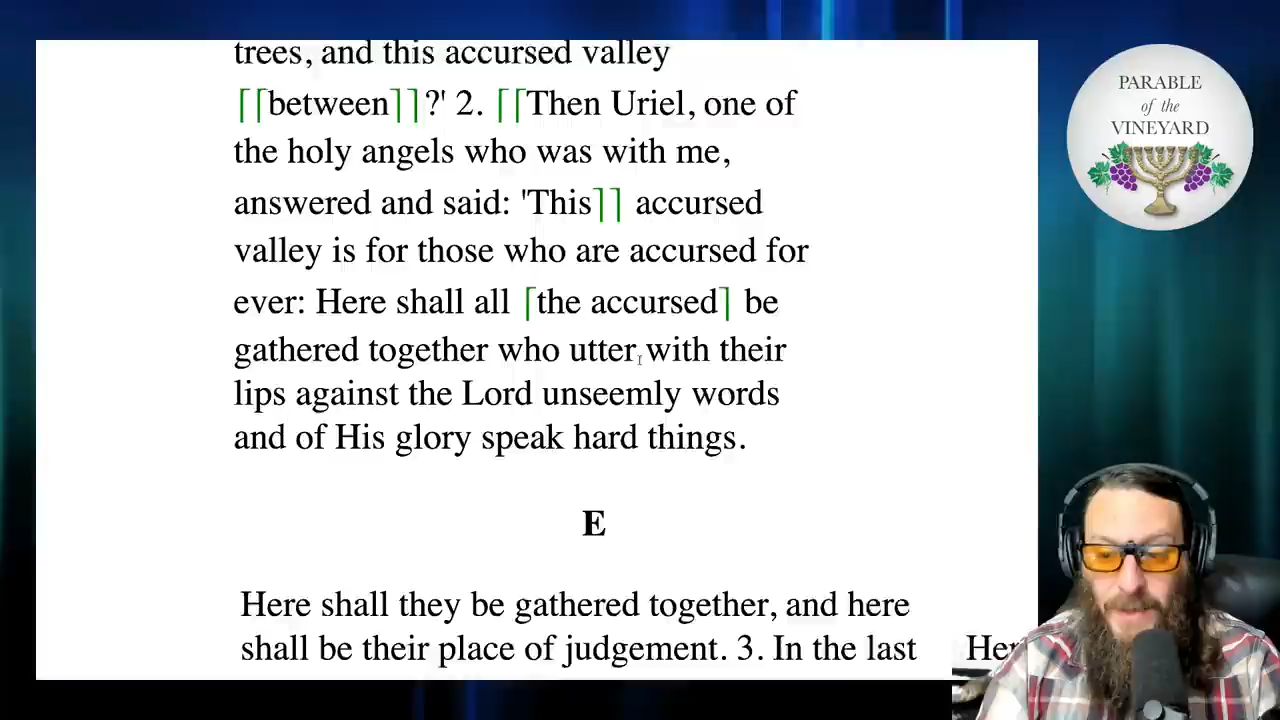 trees, and this accursed valley
⌈⌈between⌉⌉?' 2. ⌈⌈Then Uriel, one of
the holy angels who was with me,
answered and said: 'This⌉⌉ accursed
valley is for those who are accursed for
ever: Here shall all ⌈the accursed⌉ be
gathered together who utter with their
lips against the Lord unseemly words
and of His glory speak hard things.
E
Here shall they be gathered together, and here
shall be their place of judgement. 3. In the last
PARABLE
of the
VINEYARD